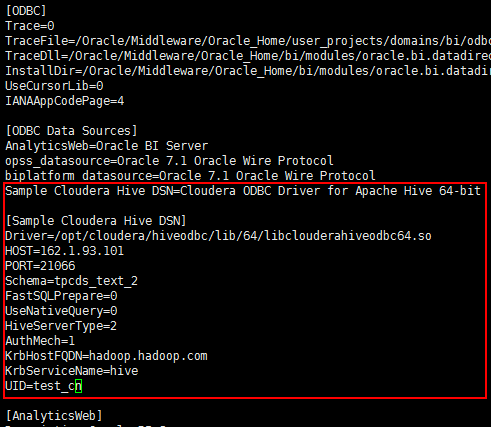 [ODBC]
Trace=0
TraceFile=/Oracle/Middleware/Oracle_Home/user_projects/domains/bi/odbc
TraceDll=/Oracle/Middleware/Oracle_Home/bi/modules/oracle.bi.datadirec
InstallDir=/Oracle/Middleware/Oracle_Home/bi/modules/oracle.bi.datadir
UseCursorLib=0
IANAAppCodePage=4
[ODBC Data Sources]
AnalyticsWeb=Oracle BI Server
opss_datasource=Oracle 7.1 Oracle Wire Protocol
biplatform_datasource=Oracle 7.1 Oracle Wire Protocol
Sample Cloudera Hive DSN=Cloudera ODBC Driver for Apache Hive 64-bit
[Sample Cloudera Hive DSN]
Driver=/opt/cloudera/hiveodbc/lib/64/libclouderahiveodbc64.so
HOST=162.1.93.101
PORT=21066
Schema=tpcds_text_2
FastSQLPrepare=0
UseNativeQuery=0
HiveServerType=2
AuthMech=1
KrbHostFQDN=hadoop.hadoop.com
KrbServiceName=hive
UID=test_cn
[AnalyticsWeb]